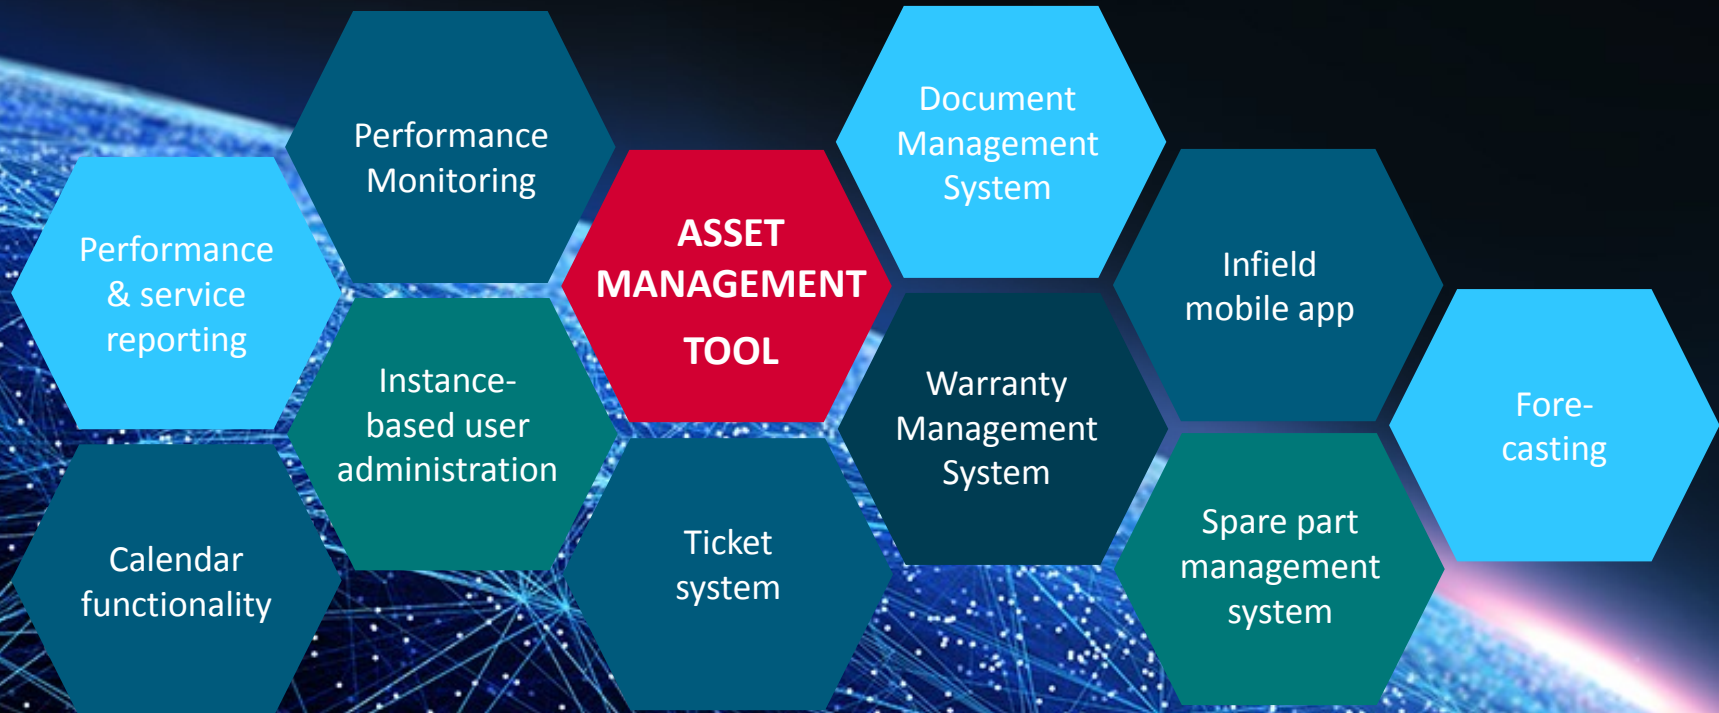 Performance
Monitoring
Document
Management
System
Performance
& service
reporting
ASSET
MANAGEMENT
TOOL
Infield
mobile app
Instance-
based user
administration
Warranty
Management
System
Fore-
casting
Calendar
functionality
Ticket
system
Spare part
management
system